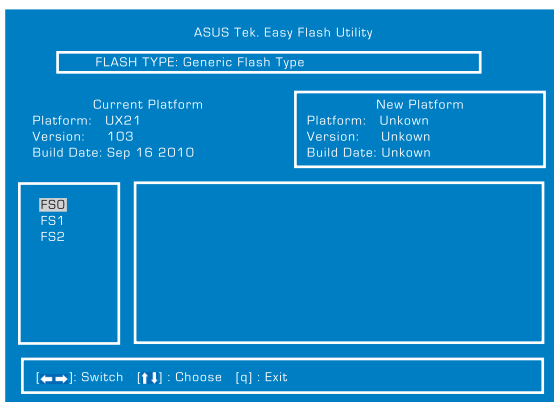 ASUS Tek. Easy Flash Utility
FLASH TYPE: Generic Flash Type
Current Platform
Platform: UX21
Version: 103
Build Date: Sep 16 2010
New Platform
Platform: Unkown
Version: Unkown
Build Date: Unkown
FS0
FS1
FS2
[←→]: Switch [↑↓] : Choose [q] : Exit